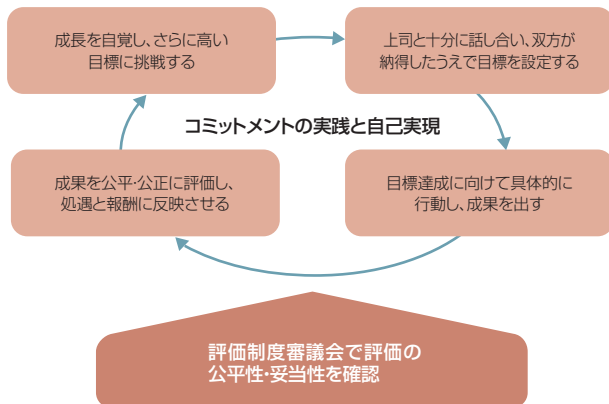 成長を自覚し、さらに高い
目標に挑戦する
上司と十分に話し合い、双方が
納得したうえで目標を設定する
コミットメントの実践と自己実現
成果を公平・公正に評価し、
処遇と報酬に反映させる
目標達成に向けて具体的に
行動し、成果を出す
評価制度審議会で評価の
公平性・妥当性を確認